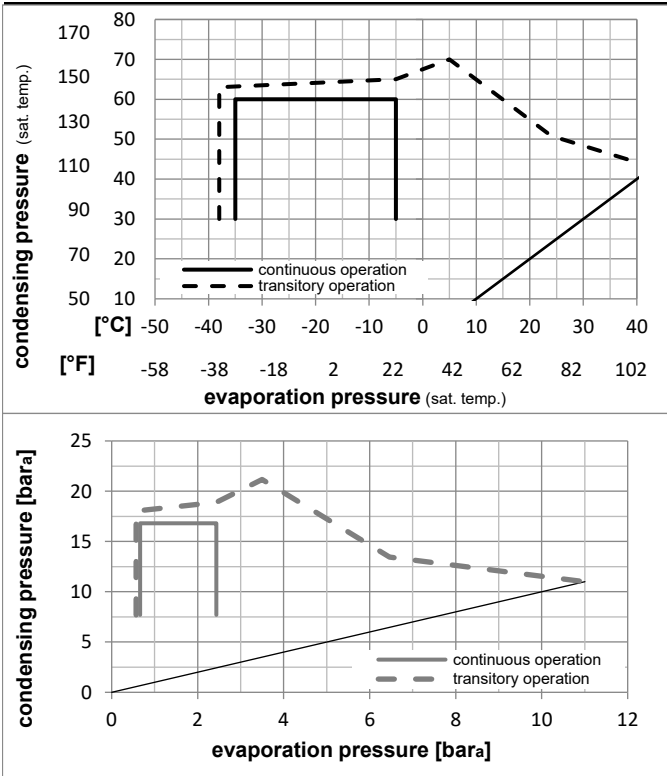 condensing pressure (sat. temp.)
170 80
70
150 60
130 50
110 40
90 30
70 20
50 10
continuous operation
transitory operation
[°C] -50 -40 -30 -20 -10 0 10 20 30 40
[°F] -58 -38 -18 2 22 42 62 82 102
evaporation pressure (sat. temp.)
condensing pressure [bara]
25
20
15
10
5
0
continuous operation
transitory operation
0 2 4 6 8 10 12
evaporation pressure [bara]